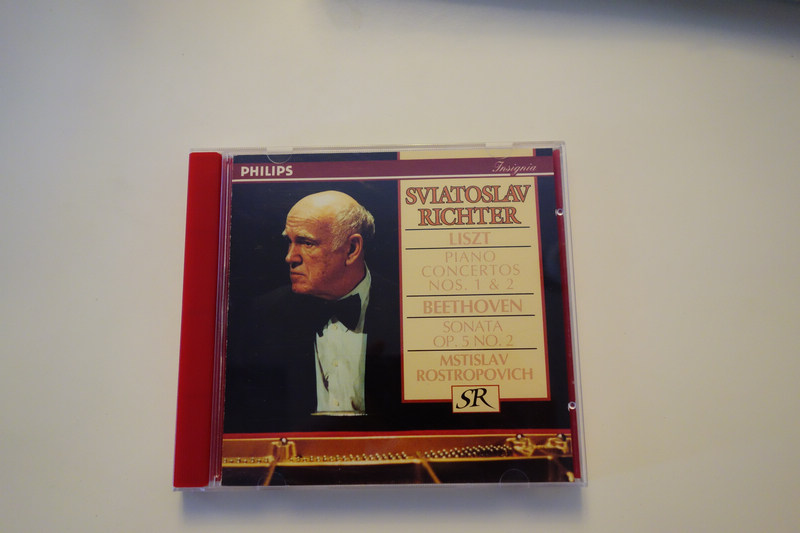 PHILIPS
Insignia
SVIATOSLAV
RICHTER
LISZT
PIANO
CONCERTOS
NOS. 1 & 2
BEETHOVEN
SONATA
OP. 5 NO. 2
MSTISLAV
ROSTROPOVICH
SR